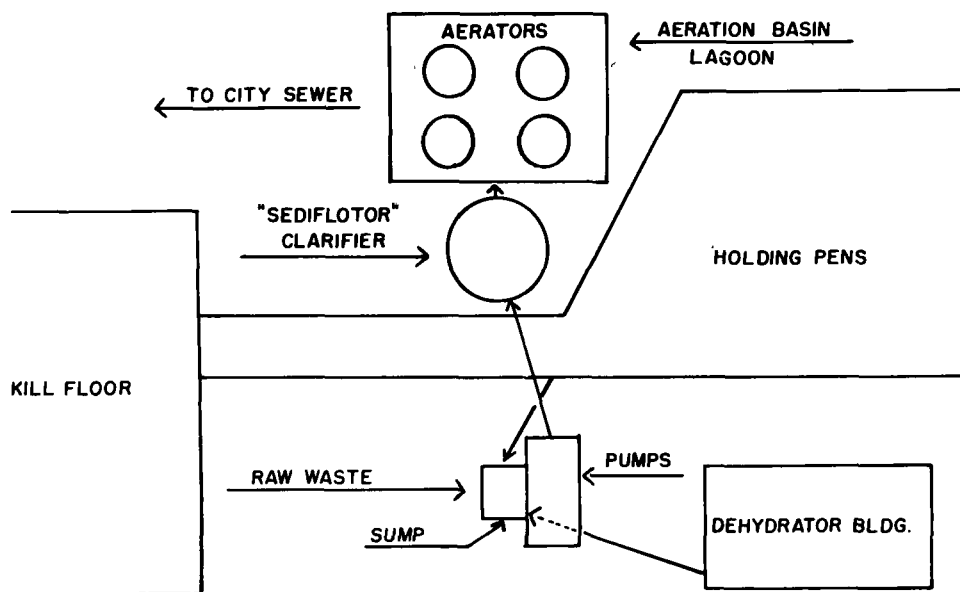 AERATORS
AERATION BASIN
LAGOON
TO CITY SEWER
"SEDIFLOTOR"
CLARIFIER
HOLDING PENS
KILL FLOOR
RAW WASTE
PUMPS
SUMP
DEHYDRATOR BLDG.